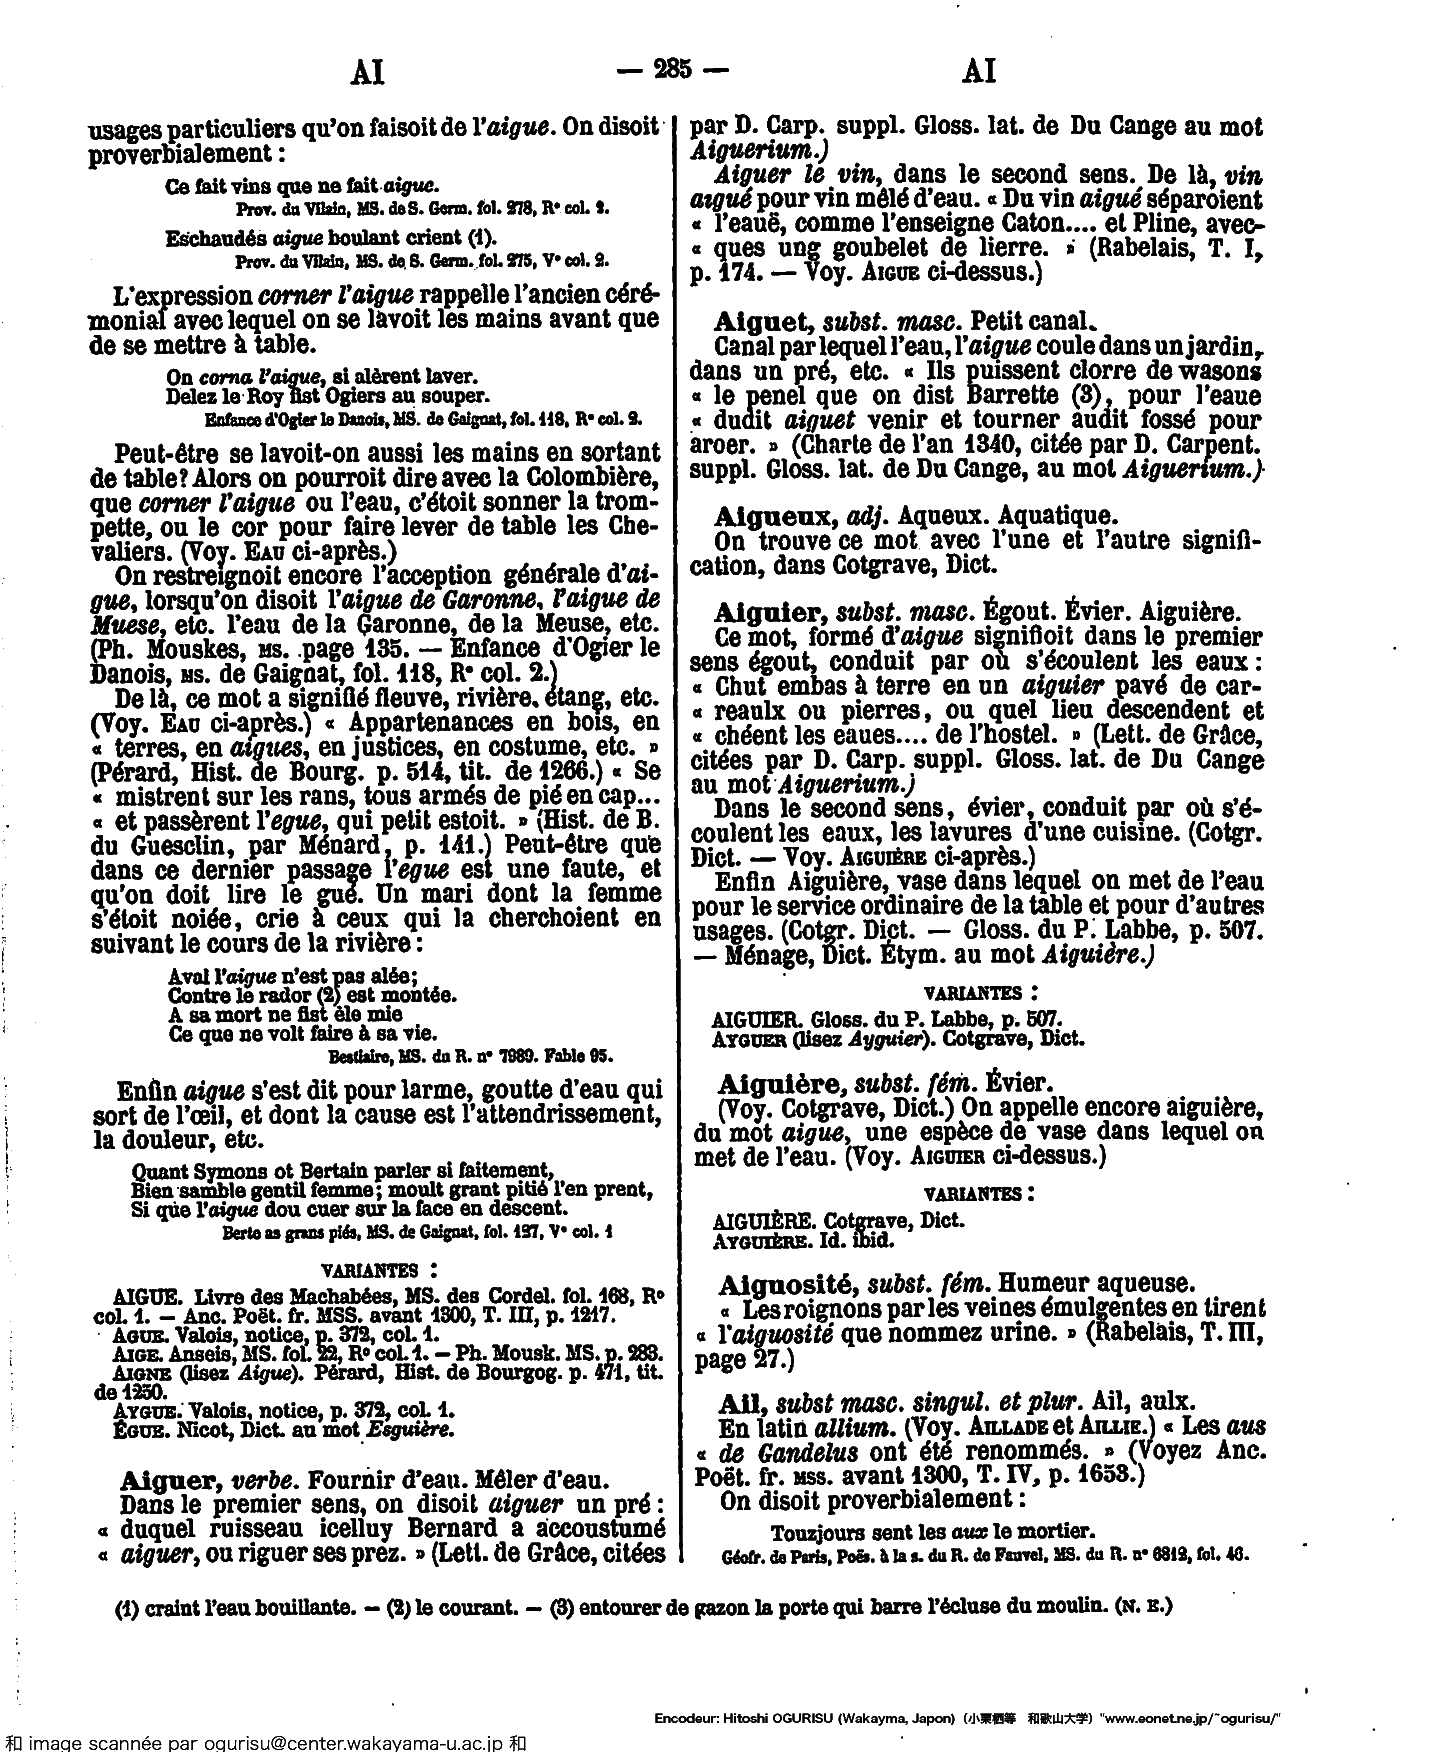 AI — 285 — AI
usages particuliers qu'on faisoit de l'aigue. On disoit
proverbialement :
Ce fait vins que ne fait aigue.
Prov. du Vilain, MS. de S. Germ. fol. 278, R° col. 2.
Eschaudés aigue boulant crient (1).
Prov. du Vilain, MS. de S. Germ. fol. 275, V° col. 2.
L'expression corner l'aigue rappelle l'ancien céré-
monial avec lequel on se lavoit les mains avant que
de se mettre à table.
On corna l'aigue, si alèrent laver.
Delez le Roy fist Ogiers au souper.
Enfance d'Ogier le Danois, MS. de Gaignat, fol. 118, R° col. 2.
Peut-être se lavoit-on aussi les mains en sortant
de table? Alors on pourroit dire avec la Colombière,
que corner l'aigue ou l'eau, c'étoit sonner la trom-
pette, ou le cor pour faire lever de table les Che-
valiers. (Voy. EAU ci-après.)
On restreignoit encore l'acception générale d'ai-
gue, lorsqu'on disoit l'aigue de Garonne, l'aigue de
Muese, etc. l'eau de la Garonne, de la Meuse, etc.
(Ph. Mouskes, MS. page 135. — Enfance d'Ogier le
Danois, MS. de Gaignat, fol. 118, R° col. 2.)
De là, ce mot a signifié fleuve, rivière, étang, etc.
(Voy. EAU ci-après.) « Appartenances en bois, en
« terres, en aigues, en justices, en costume, etc. »
(Pérard, Hist. de Bourg. p. 514, tit. de 1266.) « Se
« mistrent sur les rans, tous armés de pié en cap...
« et passèrent l'egue, qui petit estoit. » (Hist. de B.
du Guesclin, par Ménard, p. 141.) Peut-être que
dans ce dernier passage l'égue est une faute, et
qu'on doit lire le gué. Un mari dont la femme
s'étoit noiée, crie à ceux qui la cherchoient en
suivant le cours de la rivière :
Aval l'aigue n'est pas alée;
Contre le rador (2) est montée.
A sa mort ne fist èle mie
Ce que ne volt faire à sa vie.
Bestiaire, MS. du R. n° 7989. Fable 95.
Enfin aigue s'est dit pour larme, goutte d'eau qui
sort de l'œil, et dont la cause est l'attendrissement,
la douleur, etc.
Quant Symons ot Bertain parler si faitement,
Bien samble gentil femme; moult grant pitié l'en prent,
Si que l'aigue dou cuer sur la face en descent.
Berte as grans piés, MS. de Gaignat, fol. 127, V° col. 1
VARIANTES :
AIGUE. Livre des Machabées, MS. des Cordel. fol. 168, R°
col. 1. — Anc. Poët. fr. MSS. avant 1300, T. III, p. 1217.
AGUE. Valois, notice, p. 372, col. 1.
AIGE. Anseis, MS. fol. 22, R° col. 1. — Ph. Mousk. MS. p. 283.
AIGNE (lisez Aigue). Pérard, Hist. de Bourgog. p. 471, tit.
de 1250.
AYGUE. Valois, notice, p. 372, col. 1.
ÉGUE. Nicot, Dict. au mot Esguière.
Aiguer, verbe. Fournir d'eau. Mêler d'eau.
Dans le premier sens, on disoit aiguer un pré :
« duquel ruisseau icelluy Bernard a accoustumé
« aiguer, ou riguer ses prez. » (Lett. de Grâce, citées
par D. Carp. suppl. Gloss. lat. de Du Cange au mot
Aiguerium.)
Aiguer le vin, dans le second sens. De là, vin
aigué pour vin mêlé d'eau. « Du vin aigué séparoient
« l'eauë, comme l'enseigne Caton.... et Pline, avec-
« ques ung goubelet de lierre. » (Rabelais, T. I,
p. 174. — Voy. AIGUE ci-dessus.)
Aiguet, subst. masc. Petit canal.
Canal par lequel l'eau, l'aigue coule dans un jardin,
dans un pré, etc. « Ils puissent clorre de wasons
« le penel que on dist Barrette (3), pour l'eaue
« dudit aiguet venir et tourner audit fossé pour
aroer. » (Charte de l'an 1340, citée par D. Carpent.
suppl. Gloss. lat. de Du Cange, au mot Aiguerium.)
Aigueux, adj. Aqueux. Aquatique.
On trouve ce mot avec l'une et l'autre signifi-
cation, dans Cotgrave, Dict.
Aiguier, subst. masc. Égout. Évier. Aiguière.
Ce mot, formé d'aigue signifioit dans le premier
sens égout, conduit par où s'écoulent les eaux :
« Chut embas à terre en un aiguier pavé de car-
« reaulx ou pierres, ou quel lieu descendent et
« chéent les eaues.... de l'hostel. » (Lett. de Grâce,
citées par D. Carp. suppl. Gloss. lat. de Du Cange
au mot Aiguerium.)
Dans le second sens, évier, conduit par où s'é-
coulent les eaux, les lavures d'une cuisine. (Cotgr.
Dict. — Voy. AIGUIÈRE ci-après.)
Enfin Aiguière, vase dans lequel on met de l'eau
pour le service ordinaire de la table et pour d'autres
usages. (Cotgr. Dict. — Gloss. du P. Labbe, p. 507.
— Ménage, Dict. Étym. au mot Aiguière.)
VARIANTES :
AIGUIER. Gloss. du P. Labbe, p. 507.
AYGUER (lisez Ayguier). Cotgrave, Dict.
Aiguière, subst. fém. Évier.
(Voy. Cotgrave, Dict.) On appelle encore aiguière,
du mot aigue, une espèce de vase dans lequel on
met de l'eau. (Voy. AIGUIER ci-dessus.)
VARIANTES :
AIGUIÈRE. Cotgrave, Dict.
AYGUIÈRE. Id. ibid.
Aiguosité, subst. fém. Humeur aqueuse.
« Les roignons par les veines émulgentes en tirent
« l'aiguosité que nommez urine. » (Rabelais, T. III,
page 27.)
Ail, subst masc. singul. et plur. Ail, aulx.
En latin allium. (Voy. AILLADE et AILLIE.) « Les aus
« de Gandelus ont été renommés. » (Voyez Anc.
Poët. fr. MSS. avant 1300, T. IV, p. 1653.)
On disoit proverbialement :
Touzjours sent les aux le mortier.
Géofr. de Paris, Poës. à la s. du R. de Fauvel, MS. du R. n° 6812, fol. 46.
(1) craint l'eau bouillante. — (2) le courant. — (3) entourer de gazon la porte qui barre l'écluse du moulin. (N. E.)
Encodeur: Hitoshi OGURISU (Wakayma, Japon) (小栗栖等 和歌山大学) "www.eonet.ne.jp/~ogurisu/"
和 image scannée par ogurisu@center.wakayama-u.ac.jp 和